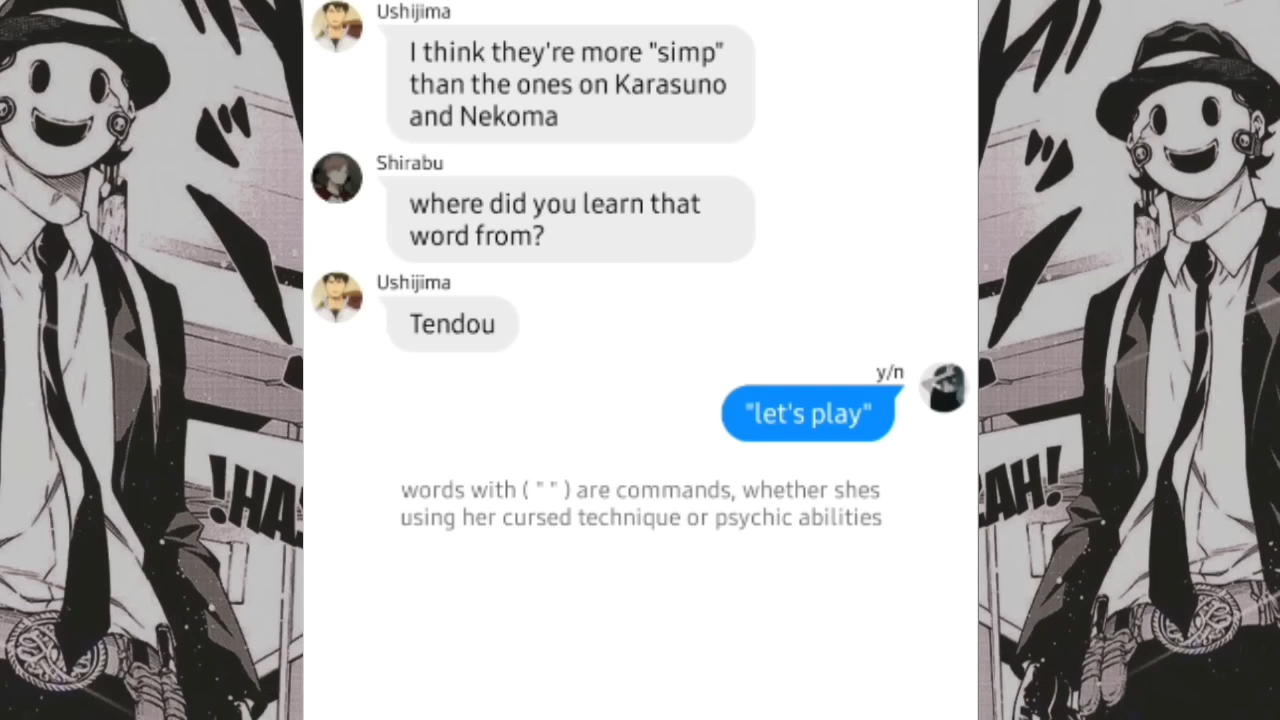 Ushijima
I think they're more "simp"
than the ones on Karasuno
and Nekoma
Shirabu
where did you learn that
word from?
Ushijima
Tendou
y/n
"let's play"
words with ( " " ) are commands, whether shes
using her cursed technique or psychic abilities
!HA
AH!